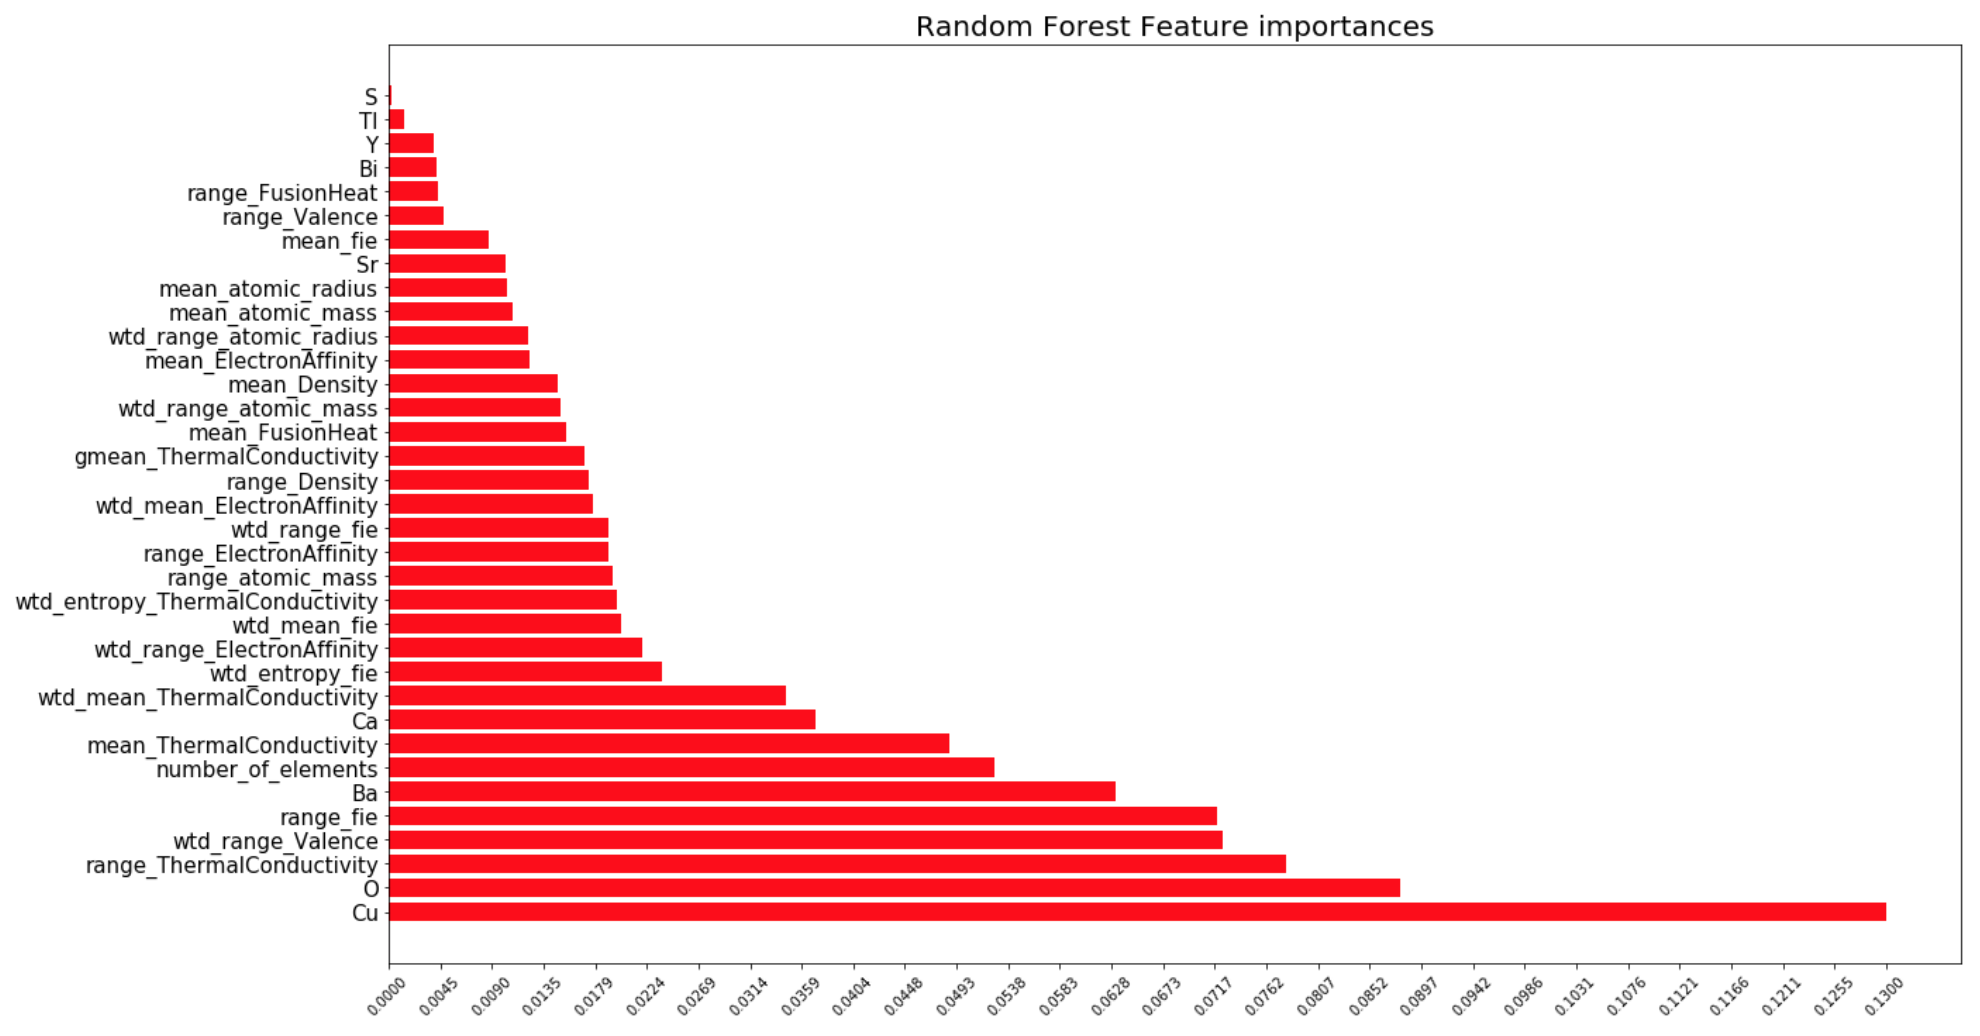 Random Forest Feature importances
S
Tl
Y
Bi
range_FusionHeat
range_Valence
mean_fie
Sr
mean_atomic_radius
mean_atomic_mass
wtd_range_atomic_radius
mean_ElectronAffinity
mean_Density
wtd_range_atomic_mass
mean_FusionHeat
gmean_ThermalConductivity
range_Density
wtd_mean_ElectronAffinity
wtd_range_fie
range_ElectronAffinity
range_atomic_mass
wtd_entropy_ThermalConductivity
wtd_mean_fie
wtd_range_ElectronAffinity
wtd_entropy_fie
wtd_mean_ThermalConductivity
Ca
mean_ThermalConductivity
number_of_elements
Ba
range_fie
wtd_range_Valence
range_ThermalConductivity
O
Cu
0.0000
0.0045
0.0090
0.0135
0.0179
0.0224
0.0269
0.0314
0.0359
0.0404
0.0448
0.0493
0.0538
0.0583
0.0628
0.0673
0.0717
0.0762
0.0807
0.0852
0.0897
0.0942
0.0986
0.1031
0.1076
0.1121
0.1166
0.1211
0.1255
0.1300